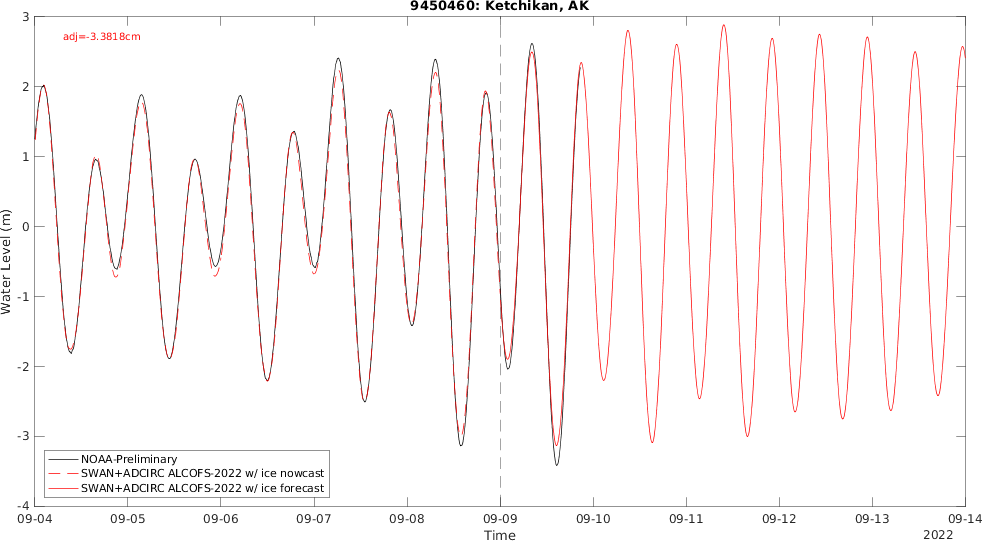 9450460: Ketchikan, AK
adj=-3.3818cm
3
2
1
0
-1
-2
-3
-4
Water Level (m)
NOAA-Preliminary
SWAN+ADCIRC ALCOFS-2022 w/ ice nowcast
SWAN+ADCIRC ALCOFS-2022 w/ ice forecast
09-04 09-05 09-06 09-07 09-08 09-09 09-10 09-11 09-12 09-13 09-14
Time
2022